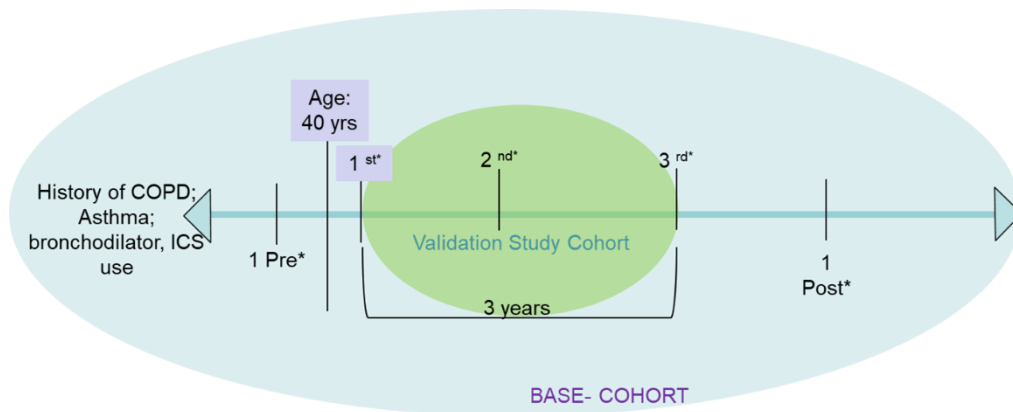 Age:
40 yrs
1 st*
2 nd*
3 rd*
History of COPD;
Asthma;
bronchodilator, ICS
use
1 Pre*
Validation Study Cohort
1
Post*
3 years
BASE- COHORT